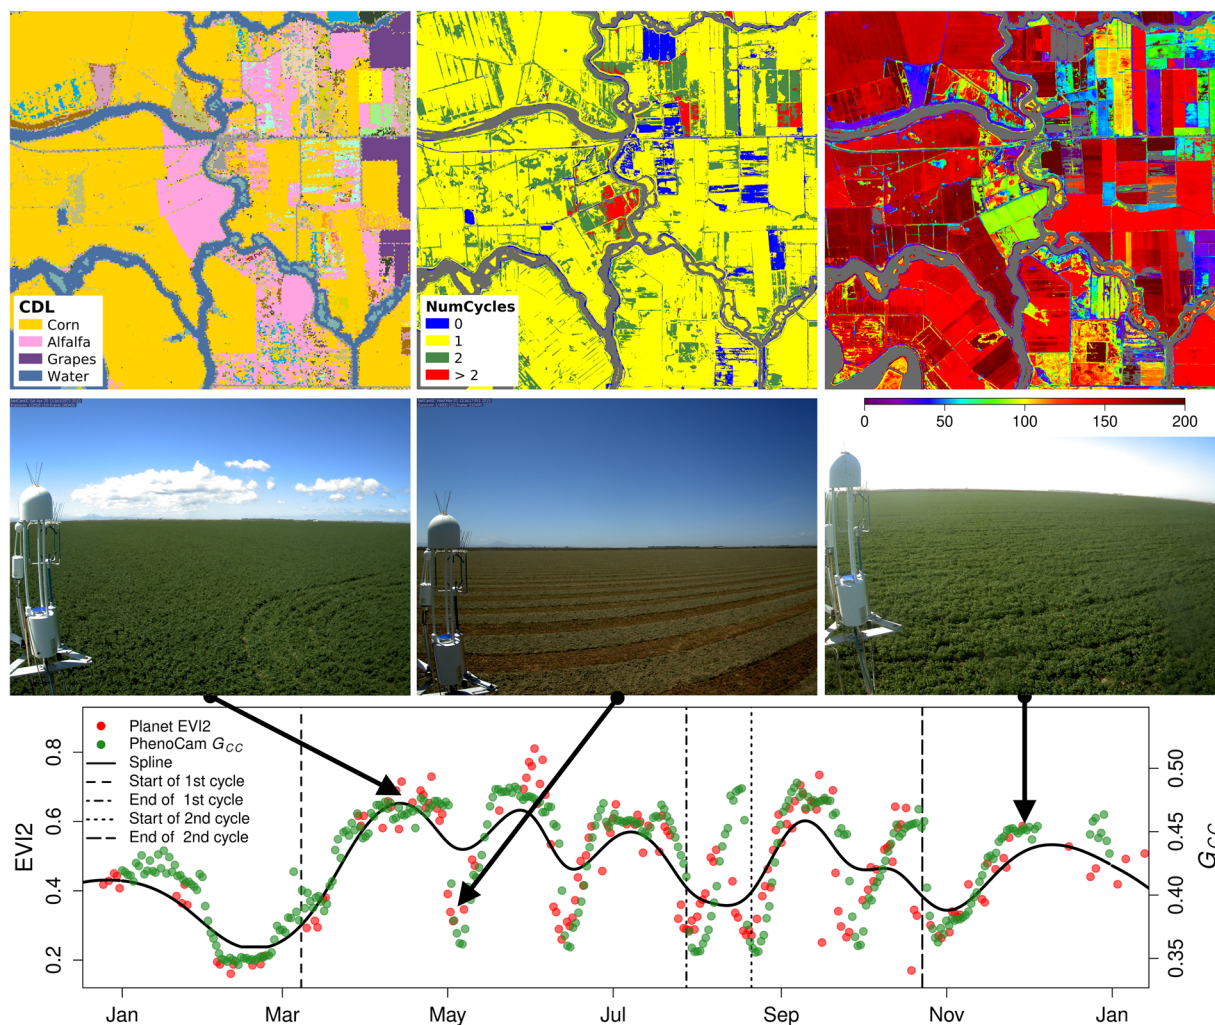 CDL
Corn
Alfalfa
Grapes
Water
NumCycles
0
1
2
> 2
0 50 100 150 200
Planet EVI2
PhenoCam GCC
Spline
Start of 1st cycle
End of 1st cycle
Start of 2nd cycle
End of 2nd cycle
EVI2
0.2 0.4 0.6 0.8
GCC
0.35 0.40 0.45 0.50
Jan Mar May Jul Sep Nov Jan